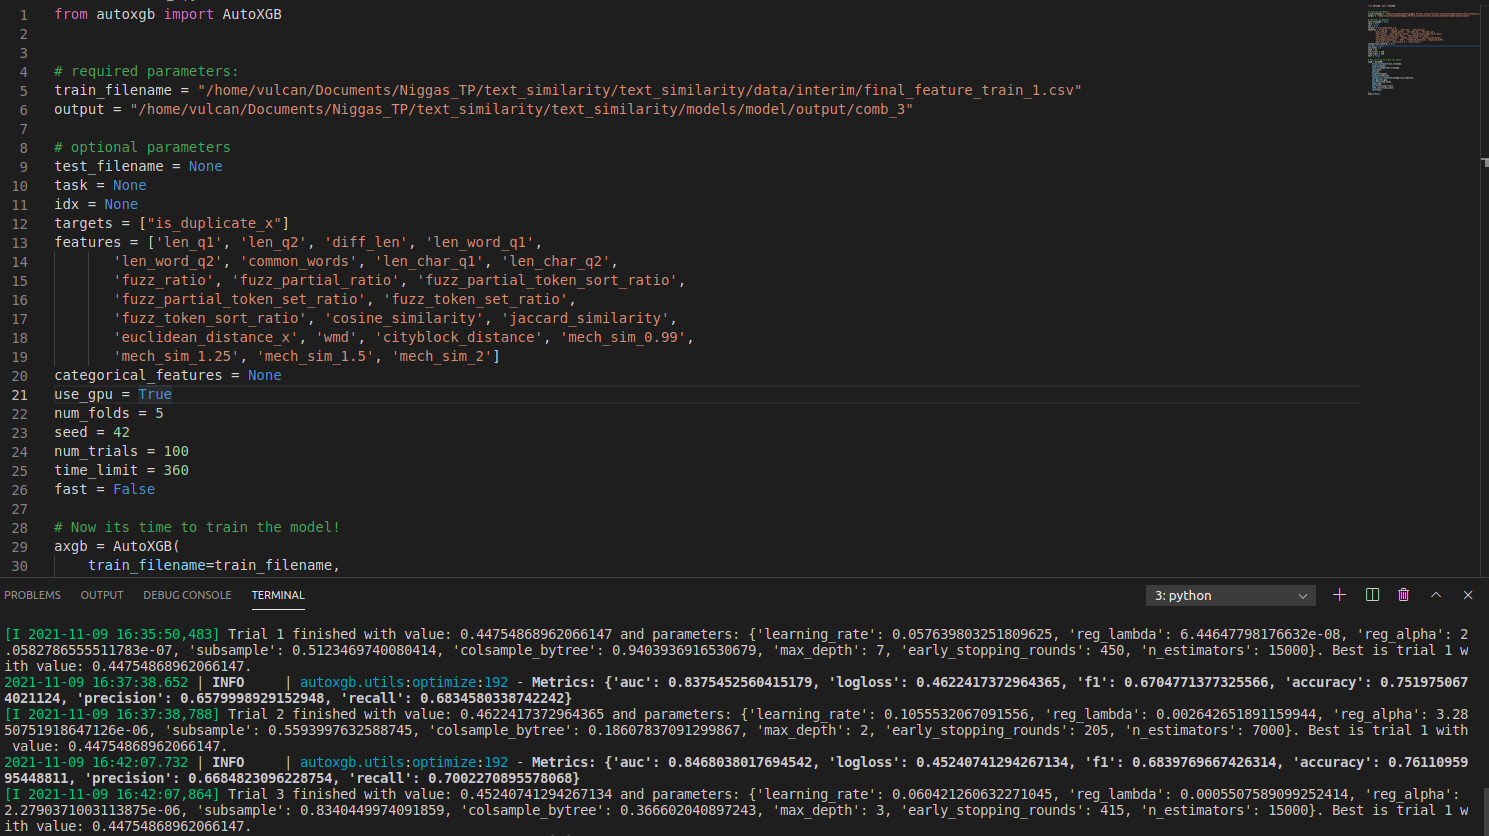 1 from autoxgb import AutoXGB
2
3
4 # required parameters:
5 train_filename = "/home/vulcan/Documents/Niggas_TP/text_similarity/text_similarity/data/interim/final_feature_train_1.csv"
6 output = "/home/vulcan/Documents/Niggas_TP/text_similarity/text_similarity/models/model/output/comb_3"
7
8 # optional parameters
9 test_filename = None
10 task = None
11 idx = None
12 targets = ["is_duplicate_x"]
13 features = ['len_q1', 'len_q2', 'diff_len', 'len_word_q1',
14 'len_word_q2', 'common_words', 'len_char_q1', 'len_char_q2',
15 'fuzz_ratio', 'fuzz_partial_ratio', 'fuzz_partial_token_sort_ratio',
16 'fuzz_partial_token_set_ratio', 'fuzz_token_set_ratio',
17 'fuzz_token_sort_ratio', 'cosine_similarity', 'jaccard_similarity',
18 'euclidean_distance_x', 'wmd', 'cityblock_distance', 'mech_sim_0.99',
19 'mech_sim_1.25', 'mech_sim_1.5', 'mech_sim_2']
20 categorical_features = None
21 use_gpu = True
22 num_folds = 5
23 seed = 42
24 num_trials = 100
25 time_limit = 360
26 fast = False
27
28 # Now its time to train the model!
29 axgb = AutoXGB(
30 train_filename=train_filename,
PROBLEMS OUTPUT DEBUG CONSOLE TERMINAL 3: python
[I 2021-11-09 16:35:50,483] Trial 1 finished with value: 0.44754868962066147 and parameters: {'learning_rate': 0.057639803251809625, 'reg_lambda': 6.44647798176632e-08, 'reg_alpha': 2
.0582786555511783e-07, 'subsample': 0.5123469740080414, 'colsample_bytree': 0.9403936916530679, 'max_depth': 7, 'early_stopping_rounds': 450, 'n_estimators': 15000}. Best is trial 1 w
ith value: 0.44754868962066147.
2021-11-09 16:37:38.652 | INFO | autoxgb.utils:optimize:192 - Metrics: {'auc': 0.8375452560415179, 'logloss': 0.4622417372964365, 'f1': 0.6704771377325566, 'accuracy': 0.751975067
4021124, 'precision': 0.6579998929152948, 'recall': 0.6834580338742242}
[I 2021-11-09 16:37:38,788] Trial 2 finished with value: 0.4622417372964365 and parameters: {'learning_rate': 0.1055532067091556, 'reg_lambda': 0.002642651891159944, 'reg_alpha': 3.28
50751918647126e-06, 'subsample': 0.5593997632588745, 'colsample_bytree': 0.18607837091299867, 'max_depth': 2, 'early_stopping_rounds': 205, 'n_estimators': 7000}. Best is trial 1 with
value: 0.44754868962066147.
2021-11-09 16:42:07.732 | INFO | autoxgb.utils:optimize:192 - Metrics: {'auc': 0.8468038017694542, 'logloss': 0.45240741294267134, 'f1': 0.6839769667426314, 'accuracy': 0.76110959
95448811, 'precision': 0.6684823096228754, 'recall': 0.7002270895578068}
[I 2021-11-09 16:42:07,864] Trial 3 finished with value: 0.45240741294267134 and parameters: {'learning_rate': 0.060421260632271045, 'reg_lambda': 0.0005507589099252414, 'reg_alpha':
2.2790371003113875e-06, 'subsample': 0.8340449974091859, 'colsample_bytree': 0.366602040897243, 'max_depth': 3, 'early_stopping_rounds': 415, 'n_estimators': 15000}. Best is trial 1 w
ith value: 0.44754868962066147.